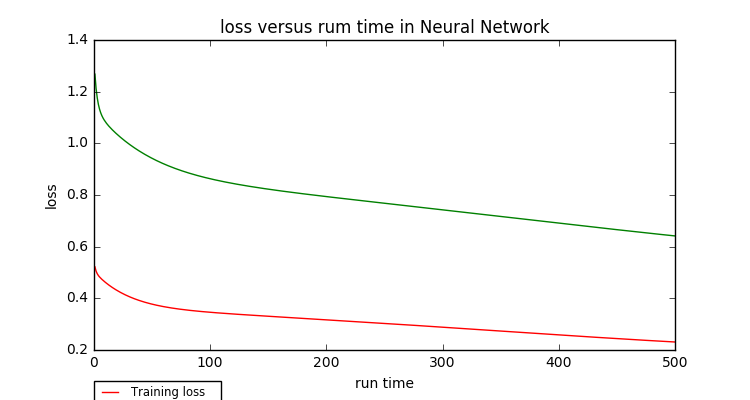 loss versus rum time in Neural Network
1.4
1.2
1.0
0.8
0.6
0.4
0.2
loss
0 100 200 300 400 500
run time
Training loss